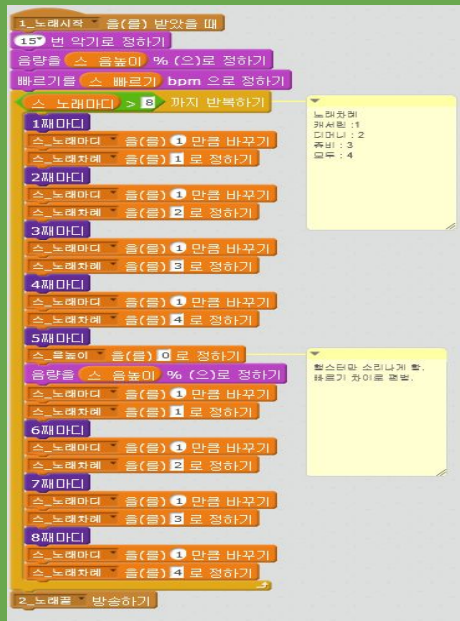 1_노래시작 을(를) 받았을 때
15 번 악기로 정하기
음량을 스_음높이 % (으)로 정하기
빠르기를 스_빠르기 bpm 으로 정하기
스_노래마디 > 8 까지 반복하기
1째마디
스_노래마디 을(를) 1 만큼 바꾸기
스_노래차례 을(를) 1 로 정하기
2째마디
스_노래마디 을(를) 1 만큼 바꾸기
스_노래차례 을(를) 2 로 정하기
3째마디
스_노래마디 을(를) 1 만큼 바꾸기
스_노래차례 을(를) 3 로 정하기
4째마디
스_노래마디 을(를) 1 만큼 바꾸기
스_노래차례 을(를) 4 로 정하기
5째마디
스_음높이 을(를) 0 로 정하기
음량을 스_음높이 % (으)로 정하기
스_노래마디 을(를) 1 만큼 바꾸기
스_노래차례 을(를) 1 로 정하기
6째마디
스_노래마디 을(를) 1 만큼 바꾸기
스_노래차례 을(를) 2 로 정하기
7째마디
스_노래마디 을(를) 1 만큼 바꾸기
스_노래차례 을(를) 3 로 정하기
8째마디
스_노래마디 을(를) 1 만큼 바꾸기
스_노래차례 을(를) 4 로 정하기
2_노래끝 방송하기
노래차례
캐서린 :1
디머니 : 2
쥬비 : 3
모두 : 4
햄스터만 소리나게 함.
빠르기 차이로 평범.